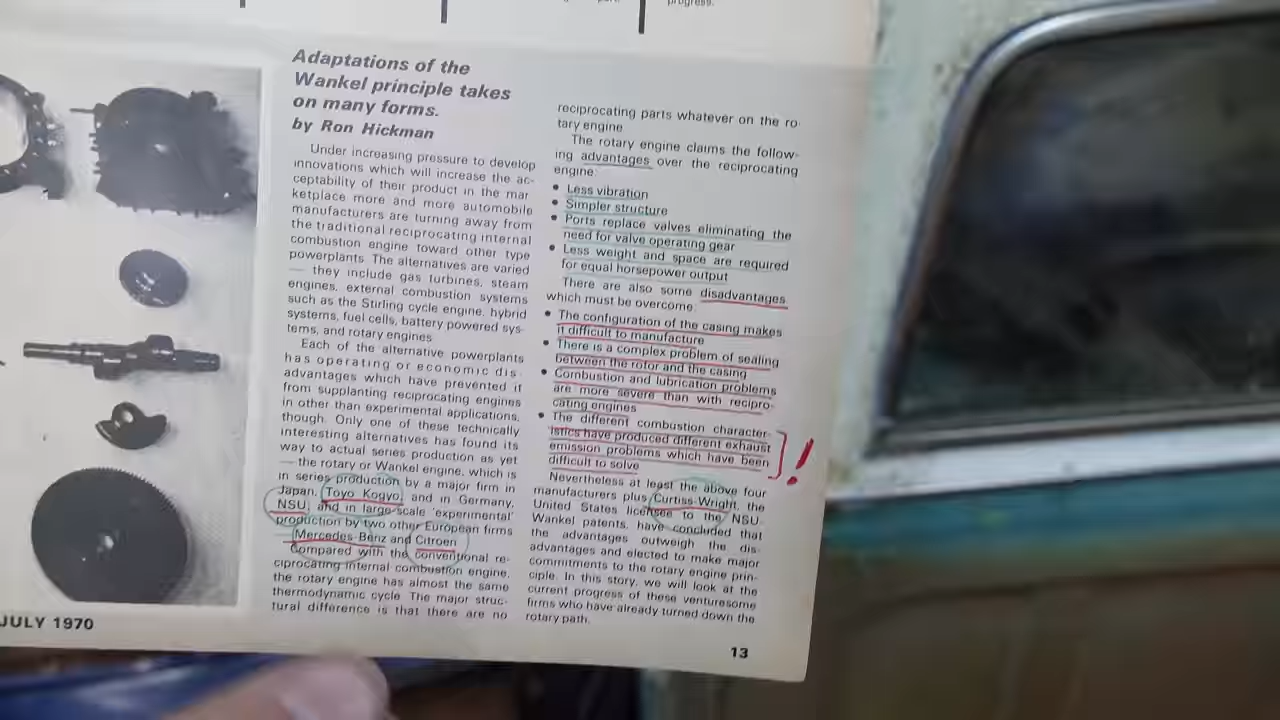 progress.
Adaptations of the
Wankel principle takes
on many forms.
by Ron Hickman
Under increasing pressure to develop
innovations which will increase the ac-
ceptability of their product in the mar
ketplace more and more automobile
manufacturers are turning away from
the traditional reciprocating internal
combustion engine toward other type
powerplants. The alternatives are varied
— they include gas turbines, steam
engines, external combustion systems
such as the Stirling cycle engine, hybrid
systems, fuel cells, battery powered sys-
tems, and rotary engines
Each of the alternative powerplants
has operating or economic dis-
advantages which have prevented it
from supplanting reciprocating engines
in other than experimental applications,
though. Only one of these technically
interesting alternatives has found its
way to actual series production as yet
— the rotary or Wankel engine, which is
in series production by a major firm in
Japan, Toyo Kogyo, and in Germany,
NSU, and in large-scale 'experimental'
production by two other European firms
Mercedes-Benz and Citroen
Compared with the conventional re-
ciprocating internal combustion engine,
the rotary engine has almost the same
thermodynamic cycle The major struc-
tural difference is that there are no
reciprocating parts whatever on the ro-
tary engine
The rotary engine claims the follow-
ing advantages over the reciprocating
engine:
• Less vibration
• Simpler structure
• Ports replace valves eliminating the
need for valve operating gear
• Less weight and space are required
for equal horsepower output
There are also some disadvantages
which must be overcome:
• The configuration of the casing makes
it difficult to manufacture
• There is a complex problem of sealing
between the rotor and the casing
• Combustion and lubrication problems
are more severe than with recipro-
cating engines
• The different combustion character-
istics have produced different exhaust
emission problems which have been
difficult to solve
!
Nevertheless at least the above four
manufacturers plus Curtiss-Wright, the
United States licensee to the NSU-
Wankel patents, have concluded that
the advantages outweigh the dis-
advantages and elected to make major
commitments to the rotary engine prin-
ciple. In this story, we will look at the
current progress of these venturesome
firms who have already turned down the
rotary path.
JULY 1970
13